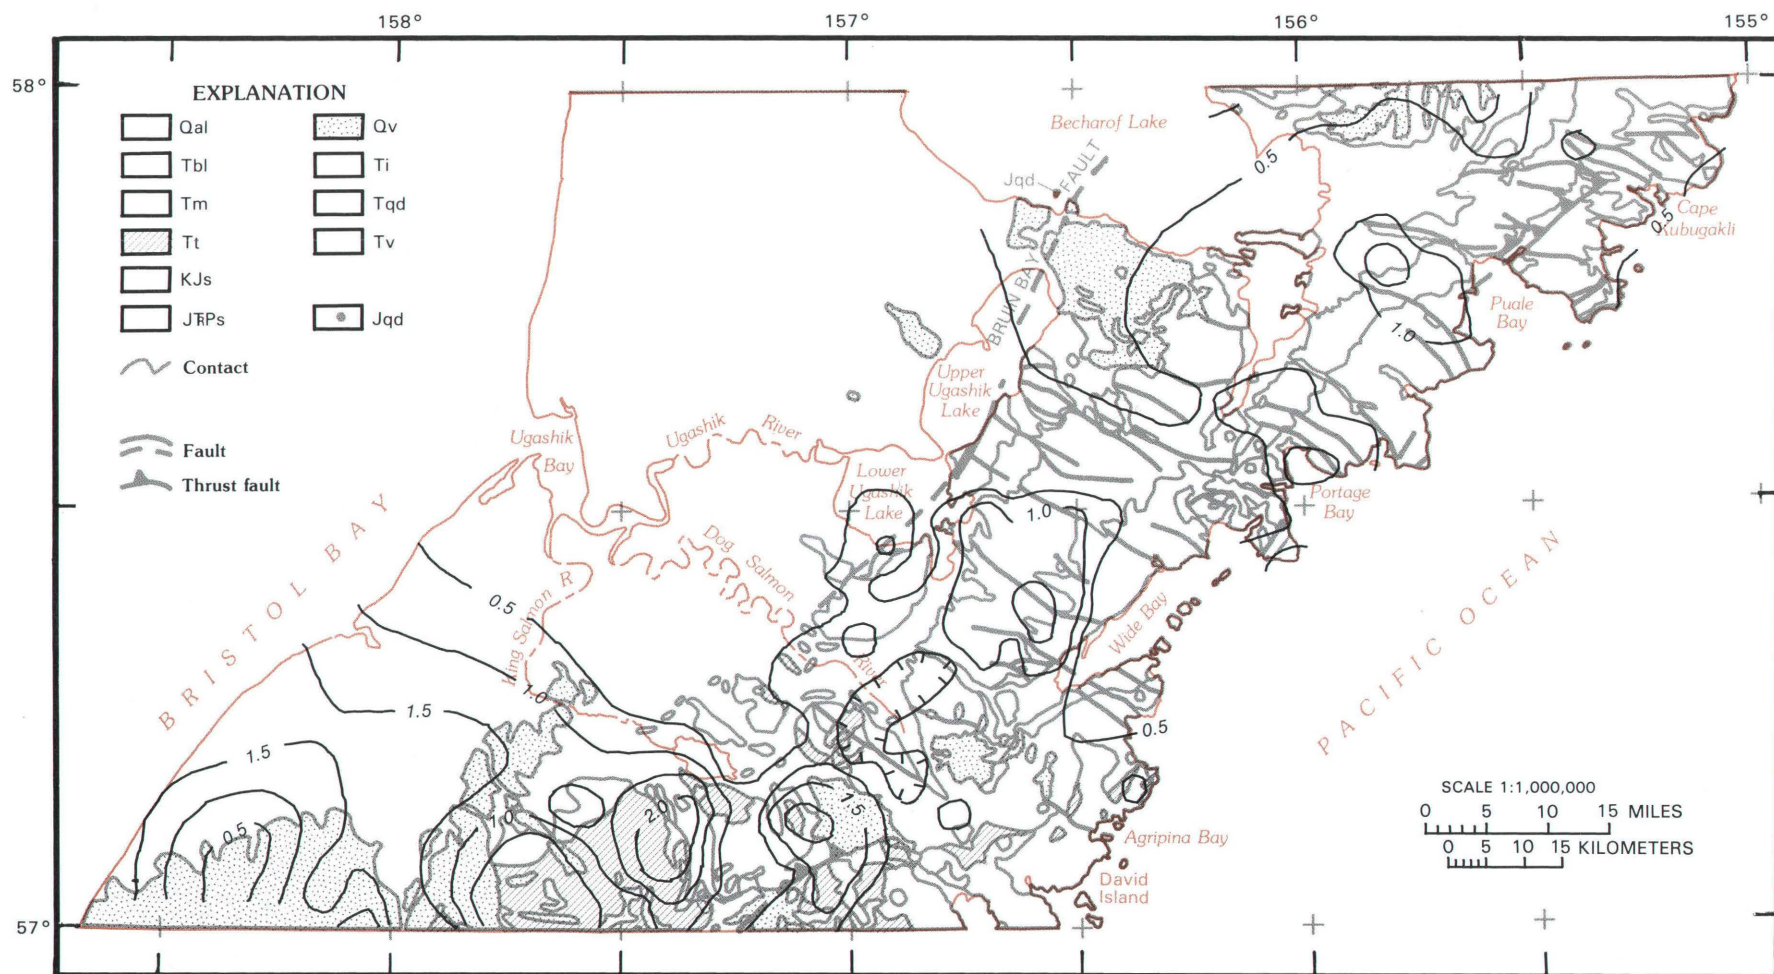 158° 157° 156° 155°
58°
57°
EXPLANATION
Qal
Qv
Tbl
Ti
Tm
Tqd
Tt
Tv
KJs
JTRPs
Jqd
Contact
Fault
Thrust fault
Becharof Lake
Jqd
BRUIN BAY FAULT
0.5
Cape
Kubugakli
0.5
Puale
Bay
1.0
Upper
Ugashik
Lake
Ugashik River
Ugashik
Bay
Lower
Ugashik
Lake
Portage
Bay
1.0
BRISTOL BAY
Dog Salmon River
King Salmon R
0.5
Wide Bay
PACIFIC OCEAN
1.0
1.5
0.5
1.5
1.0
2.0
1.5
0.5
Agripina Bay
David
Island
SCALE 1:1,000,000
0 5 10 15 MILES
0 5 10 15 KILOMETERS